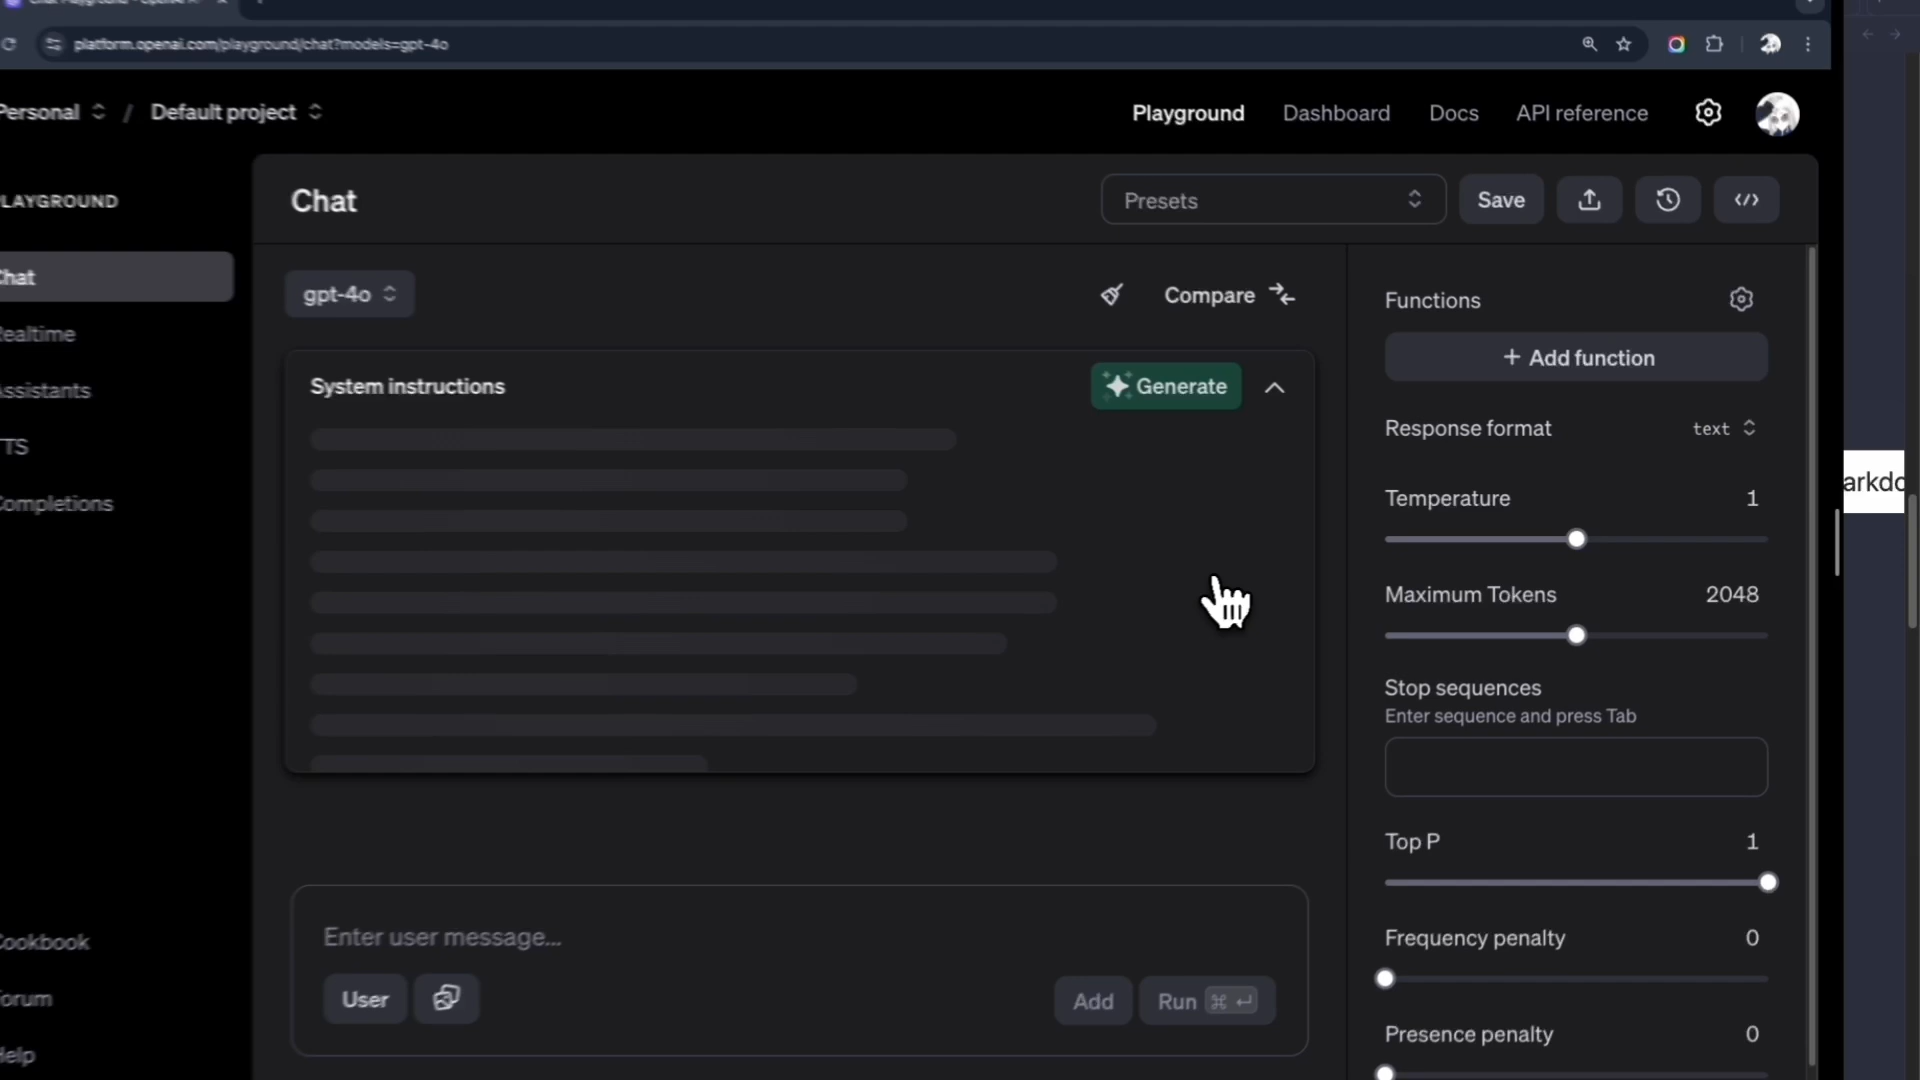 platform.openai.com/playground/chat?models=gpt-4o
Personal / Default project
Playground Dashboard Docs API reference
PLAYGROUND
Chat
Realtime
Assistants
TTS
Completions
Cookbook
Forum
Help
Chat
Presets
Save
gpt-4o
Compare
System instructions
Generate
Enter user message...
User
Add
Run ⌘ ↵
Functions
+ Add function
Response format text
Temperature 1
Maximum Tokens 2048
Stop sequences
Enter sequence and press Tab
Top P 1
Frequency penalty 0
Presence penalty 0
arkdo